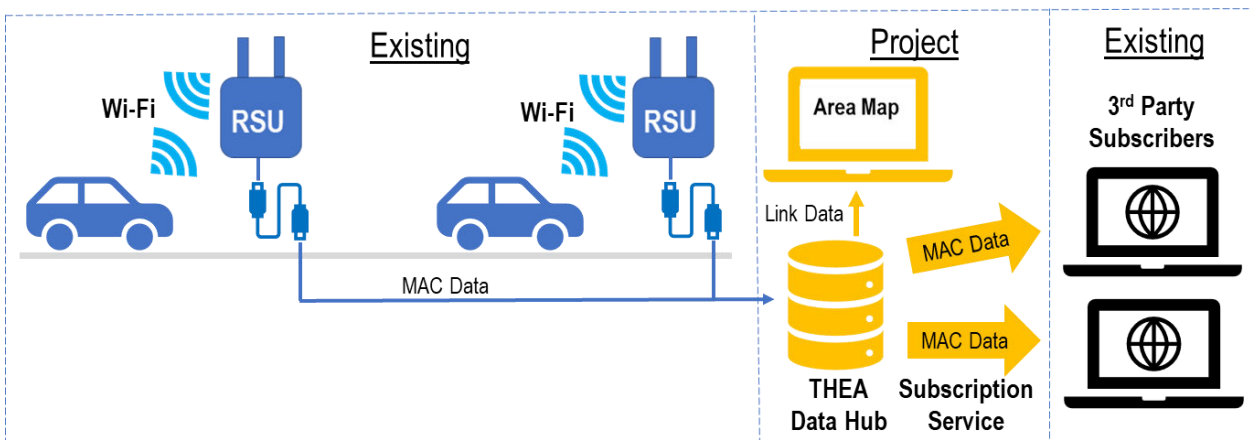 Existing
Wi-Fi
RSU
Wi-Fi
RSU
MAC Data
Project
Area Map
Link Data
MAC Data
MAC Data
THEA
Data Hub
Subscription
Service
Existing
3rd Party
Subscribers